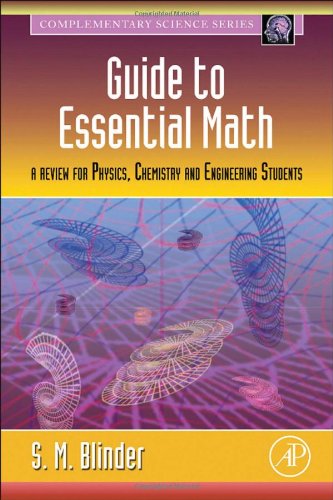 COMPLEMENTARY SCIENCE SERIES
Guide to
Essential Math
A REVIEW FOR PHYSICS, CHEMISTRY AND ENGINEERING STUDENTS
S. M. Blinder
AP